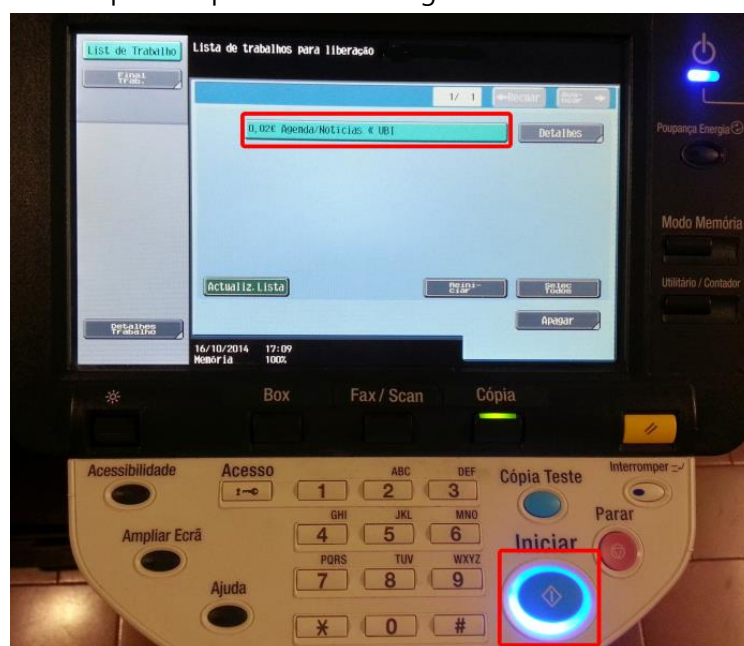 List de Trabalho
Lista de trabalhos para liberação
Final
Trab.
1/ 1
←Recuar
→
0,02€ Agenda/Notícias « UBI
Detalhes
Poupança Energia
Modo Memória
Utilitário / Contador
Actualiz.Lista
Reini-
ciar
Selec
Todos
Apagar
Detalhes
Trabalho
16/10/2014 17:09
Memória 100%
Box
Fax / Scan
Cópia
Acessibilidade
Acesso
ABC
DEF
1
2
3
Cópia Teste
Interromper
Ampliar Ecrã
GHI
JKL
MNO
4
5
6
Iniciar
Parar
Ajuda
PQRS
TUV
WXYZ
7
8
9
*
0
#